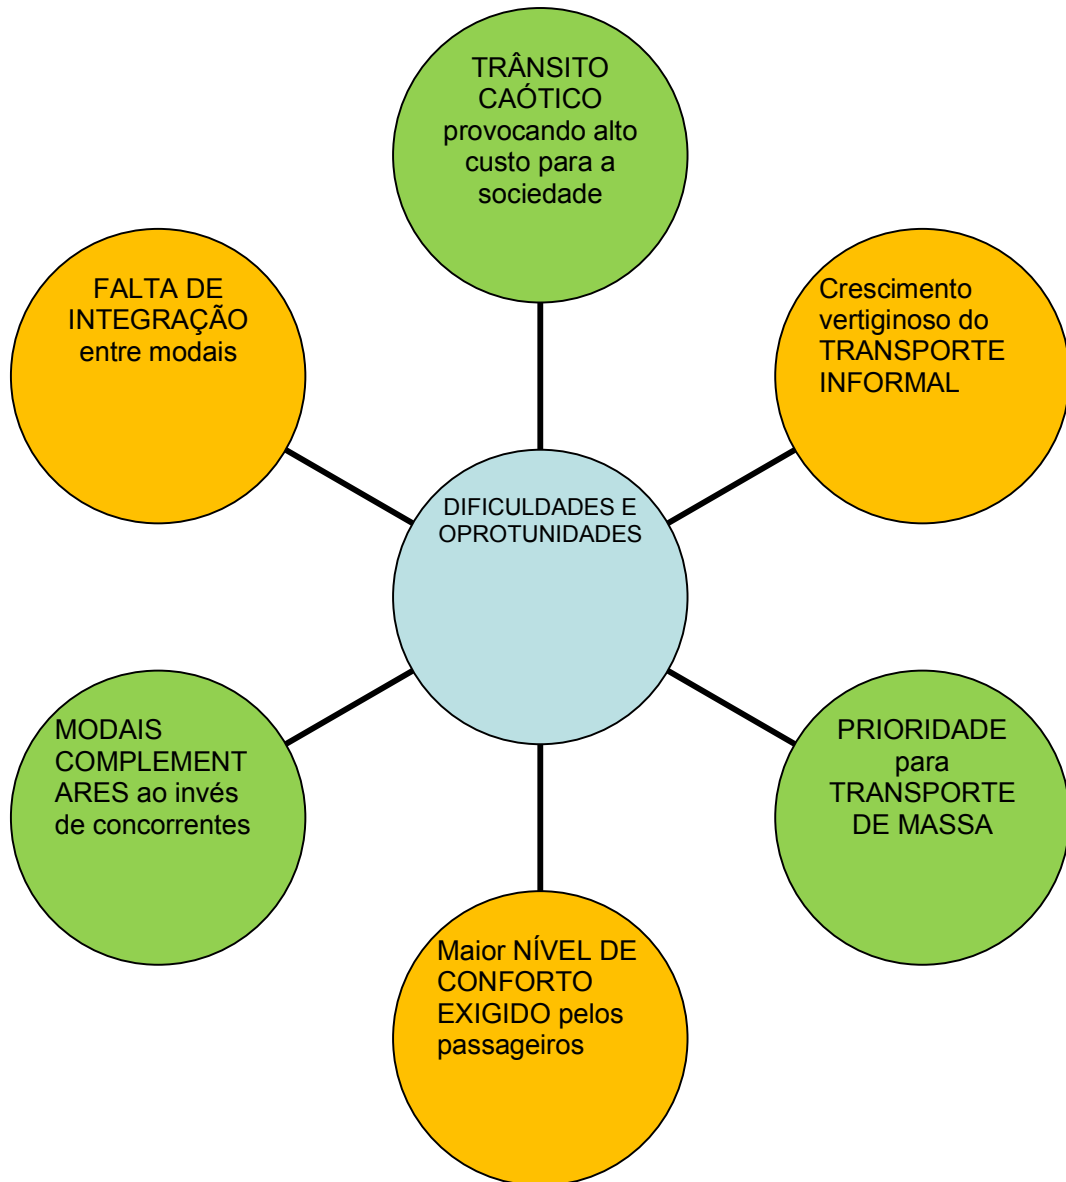 TRÂNSITO
CAÓTICO
provocando alto
custo para a
sociedade
FALTA DE
INTEGRAÇÃO
entre modais
Crescimento
vertiginoso do
TRANSPORTE
INFORMAL
DIFICULDADES E
OPROTUNIDADES
MODAIS
COMPLEMENT
ARES ao invés
de concorrentes
PRIORIDADE
para
TRANSPORTE
DE MASSA
Maior NÍVEL DE
CONFORTO
EXIGIDO pelos
passageiros